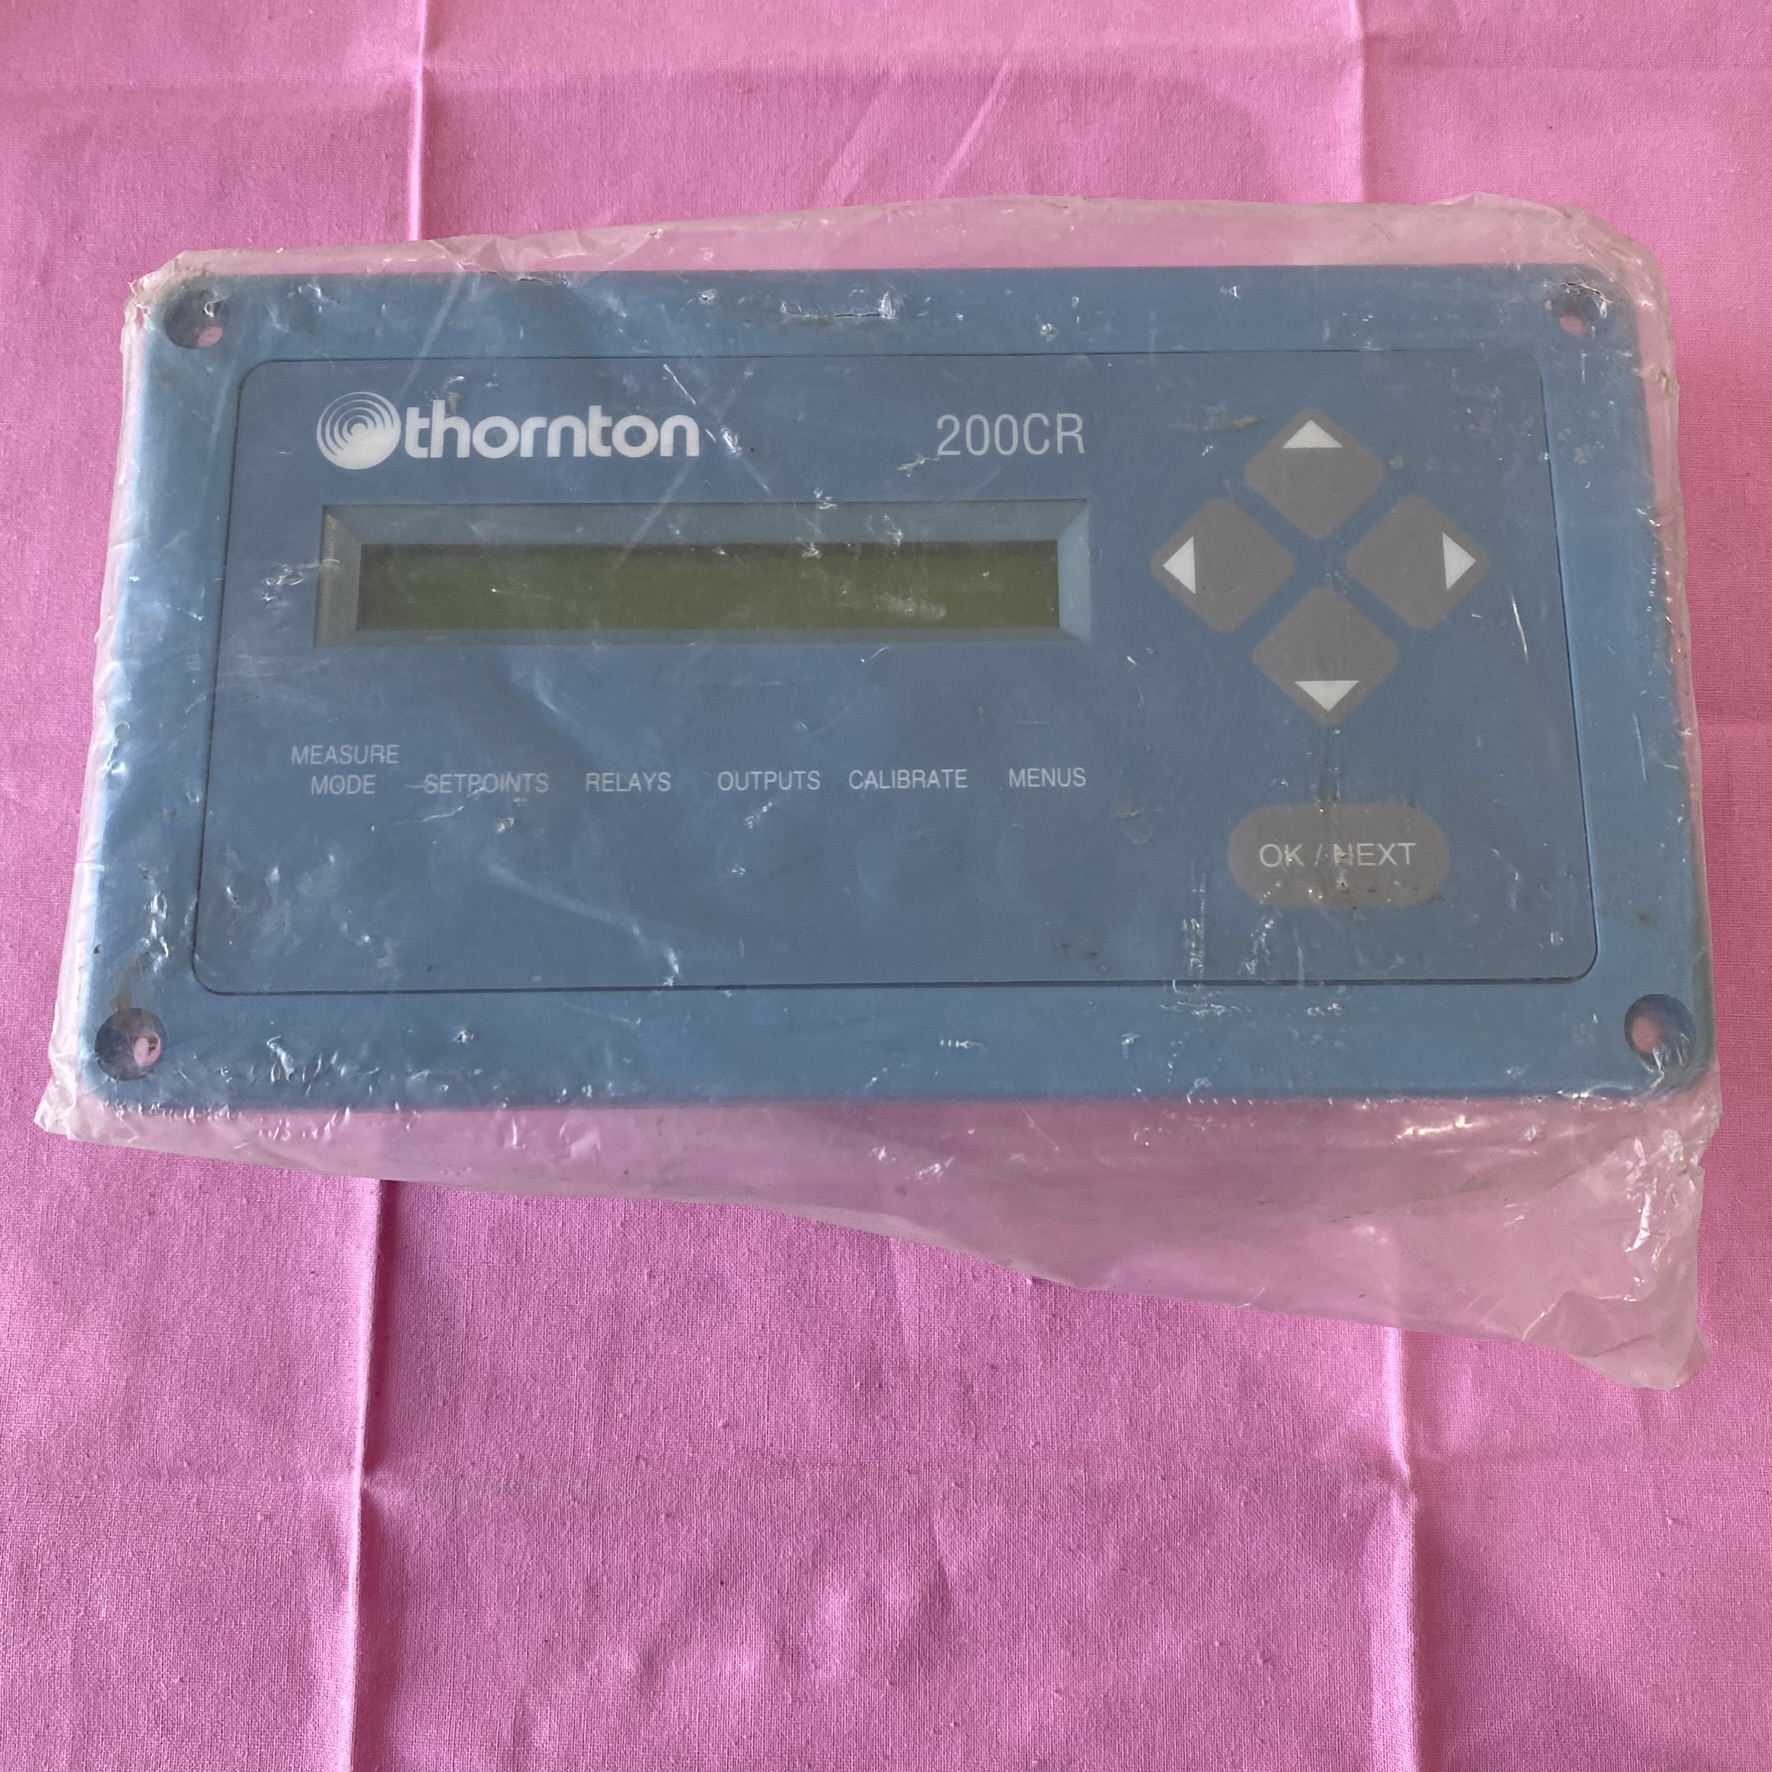 thornton
200CR
MEASURE
MODE
SETPOINTS
RELAYS
OUTPUTS
CALIBRATE
MENUS
OK / NEXT